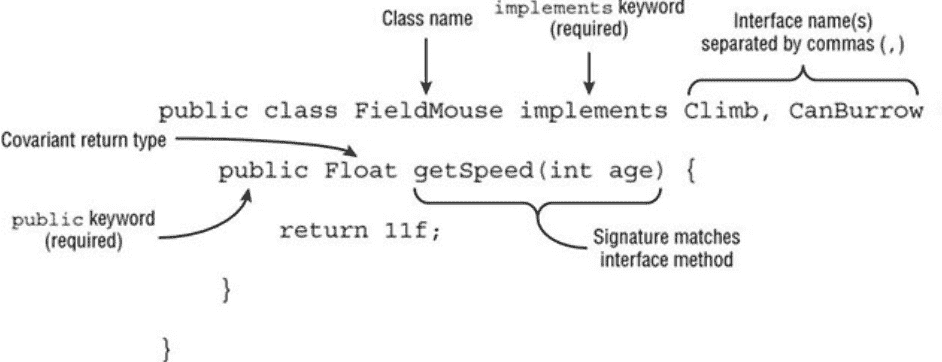 Class name
implements keyword
(required)
Interface name(s)
separated by commas (,)
public class FieldMouse implements Climb, CanBurrow
Covariant return type
public Float getSpeed(int age) {
public keyword
(required)
return 11f;
Signature matches
interface method
}
}